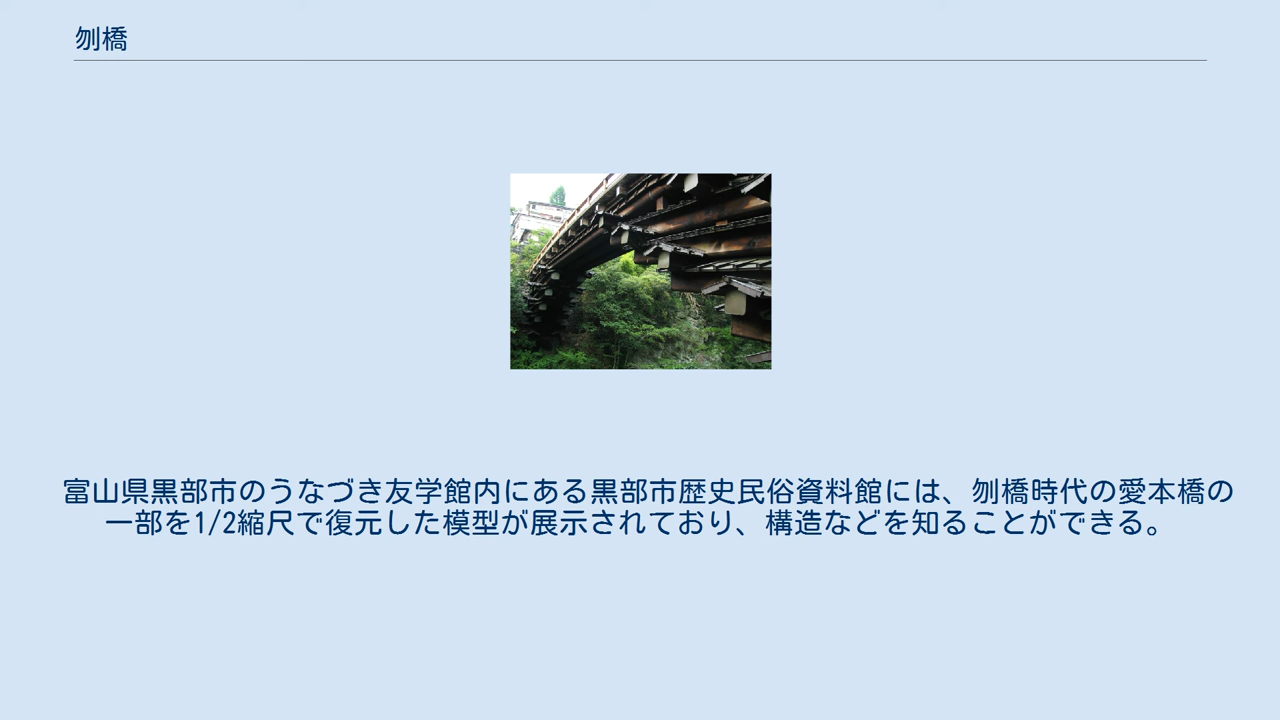 刎橋
富山県黒部市のうなづき友学館内にある黒部市歴史民俗資料館には、刎橋時代の愛本橋の
一部を1/2縮尺で復元した模型が展示されており、構造などを知ることができる。